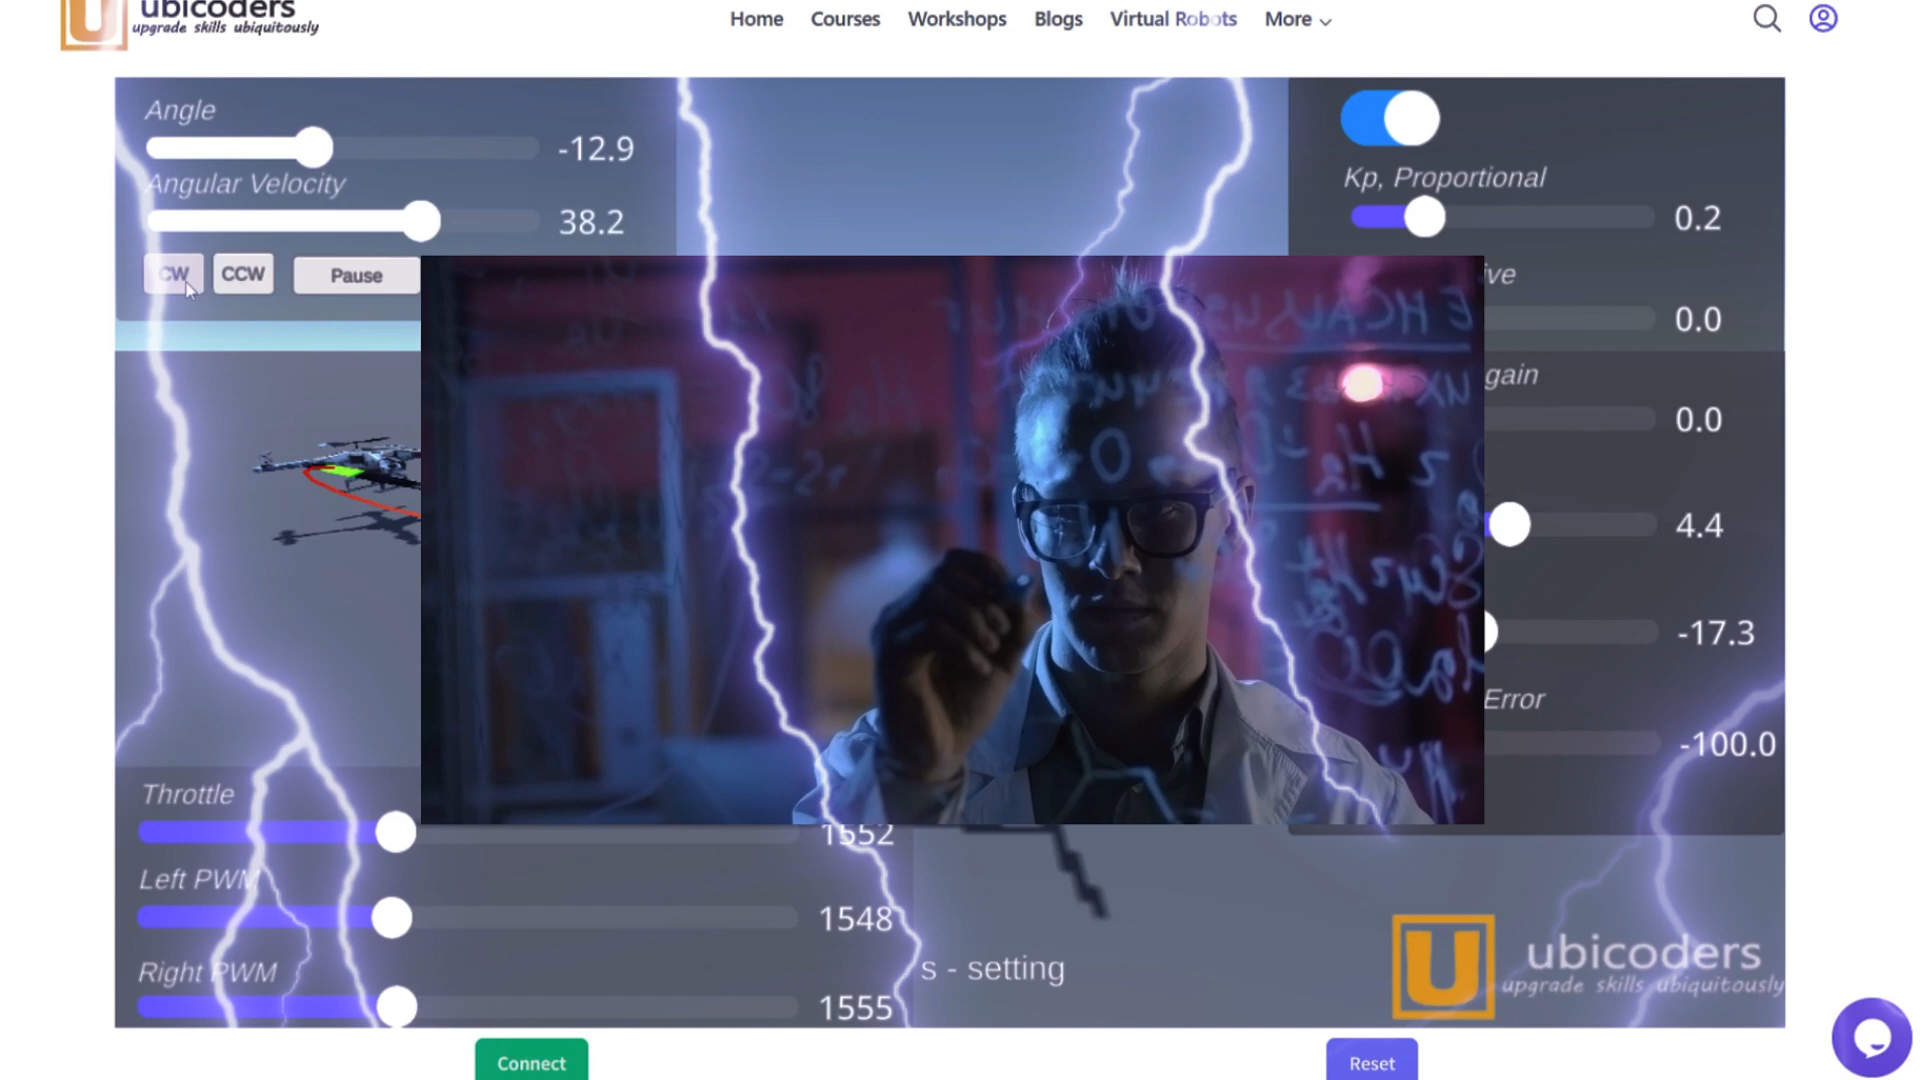 ubicoders
upgrade skills ubiquitously
Home Courses Workshops Blogs Virtual Robots More
Angle
-12.9
Angular Velocity
38.2
CW CCW Pause
Kp, Proportional
0.2
ive
0.0
gain
0.0
4.4
-17.3
Error
-100.0
Throttle
1552
Left PWM
1548
Right PWM
1555
s - setting
U ubicoders
upgrade skills ubiquitously
Connect
Reset